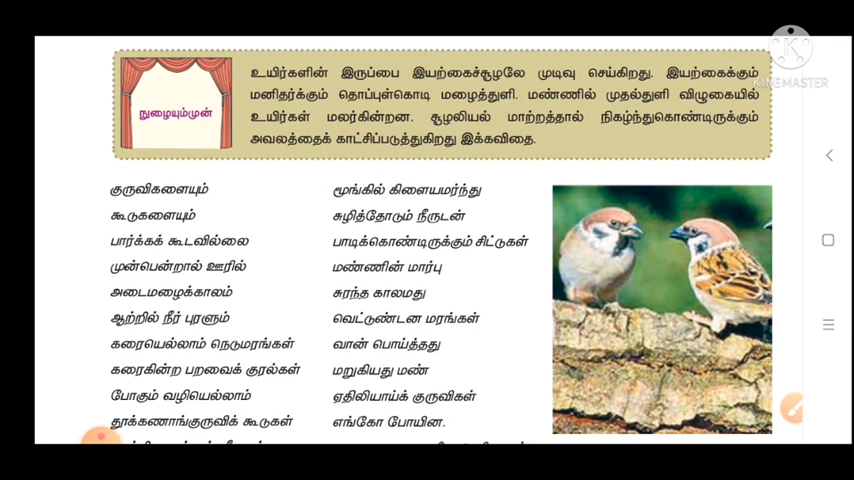 உயிர்களின் இருப்பை இயற்கைச்சூழலே முடிவு செய்கிறது. இயற்கைக்கும்
மனிதர்க்கும் தொப்புள்கொடி மழைத்துளி. மண்ணில் முதல்துளி விழுகையில்
உயிர்கள் மலர்கின்றன. சூழலியல் மாற்றத்தால் நிகழ்ந்துகொண்டிருக்கும்
அவலத்தைக் காட்சிப்படுத்துகிறது இக்கவிதை.
நுழையும்முன்
KINEMASTER
குருவிகளையும்
கூடுகளையும்
பார்க்கக் கூடவில்லை
முன்பென்றால் ஊரில்
அடைமழைக்காலம்
ஆற்றில் நீர் புரளும்
கரையெல்லாம் நெடுமரங்கள்
கரைகின்ற பறவைக் குரல்கள்
போகும் வழியெல்லாம்
தூக்கணாங்குருவிக் கூடுகள்
மூங்கில் கிளையமர்ந்து
சுழித்தோடும் நீருடன்
பாடிக்கொண்டிருக்கும் சிட்டுகள்
மண்ணின் மார்பு
சுரந்த காலமது
வெட்டுண்டன மரங்கள்
வான் பொய்த்தது
மறுகியது மண்
ஏதிலியாய்க் குருவிகள்
எங்கோ போயின.